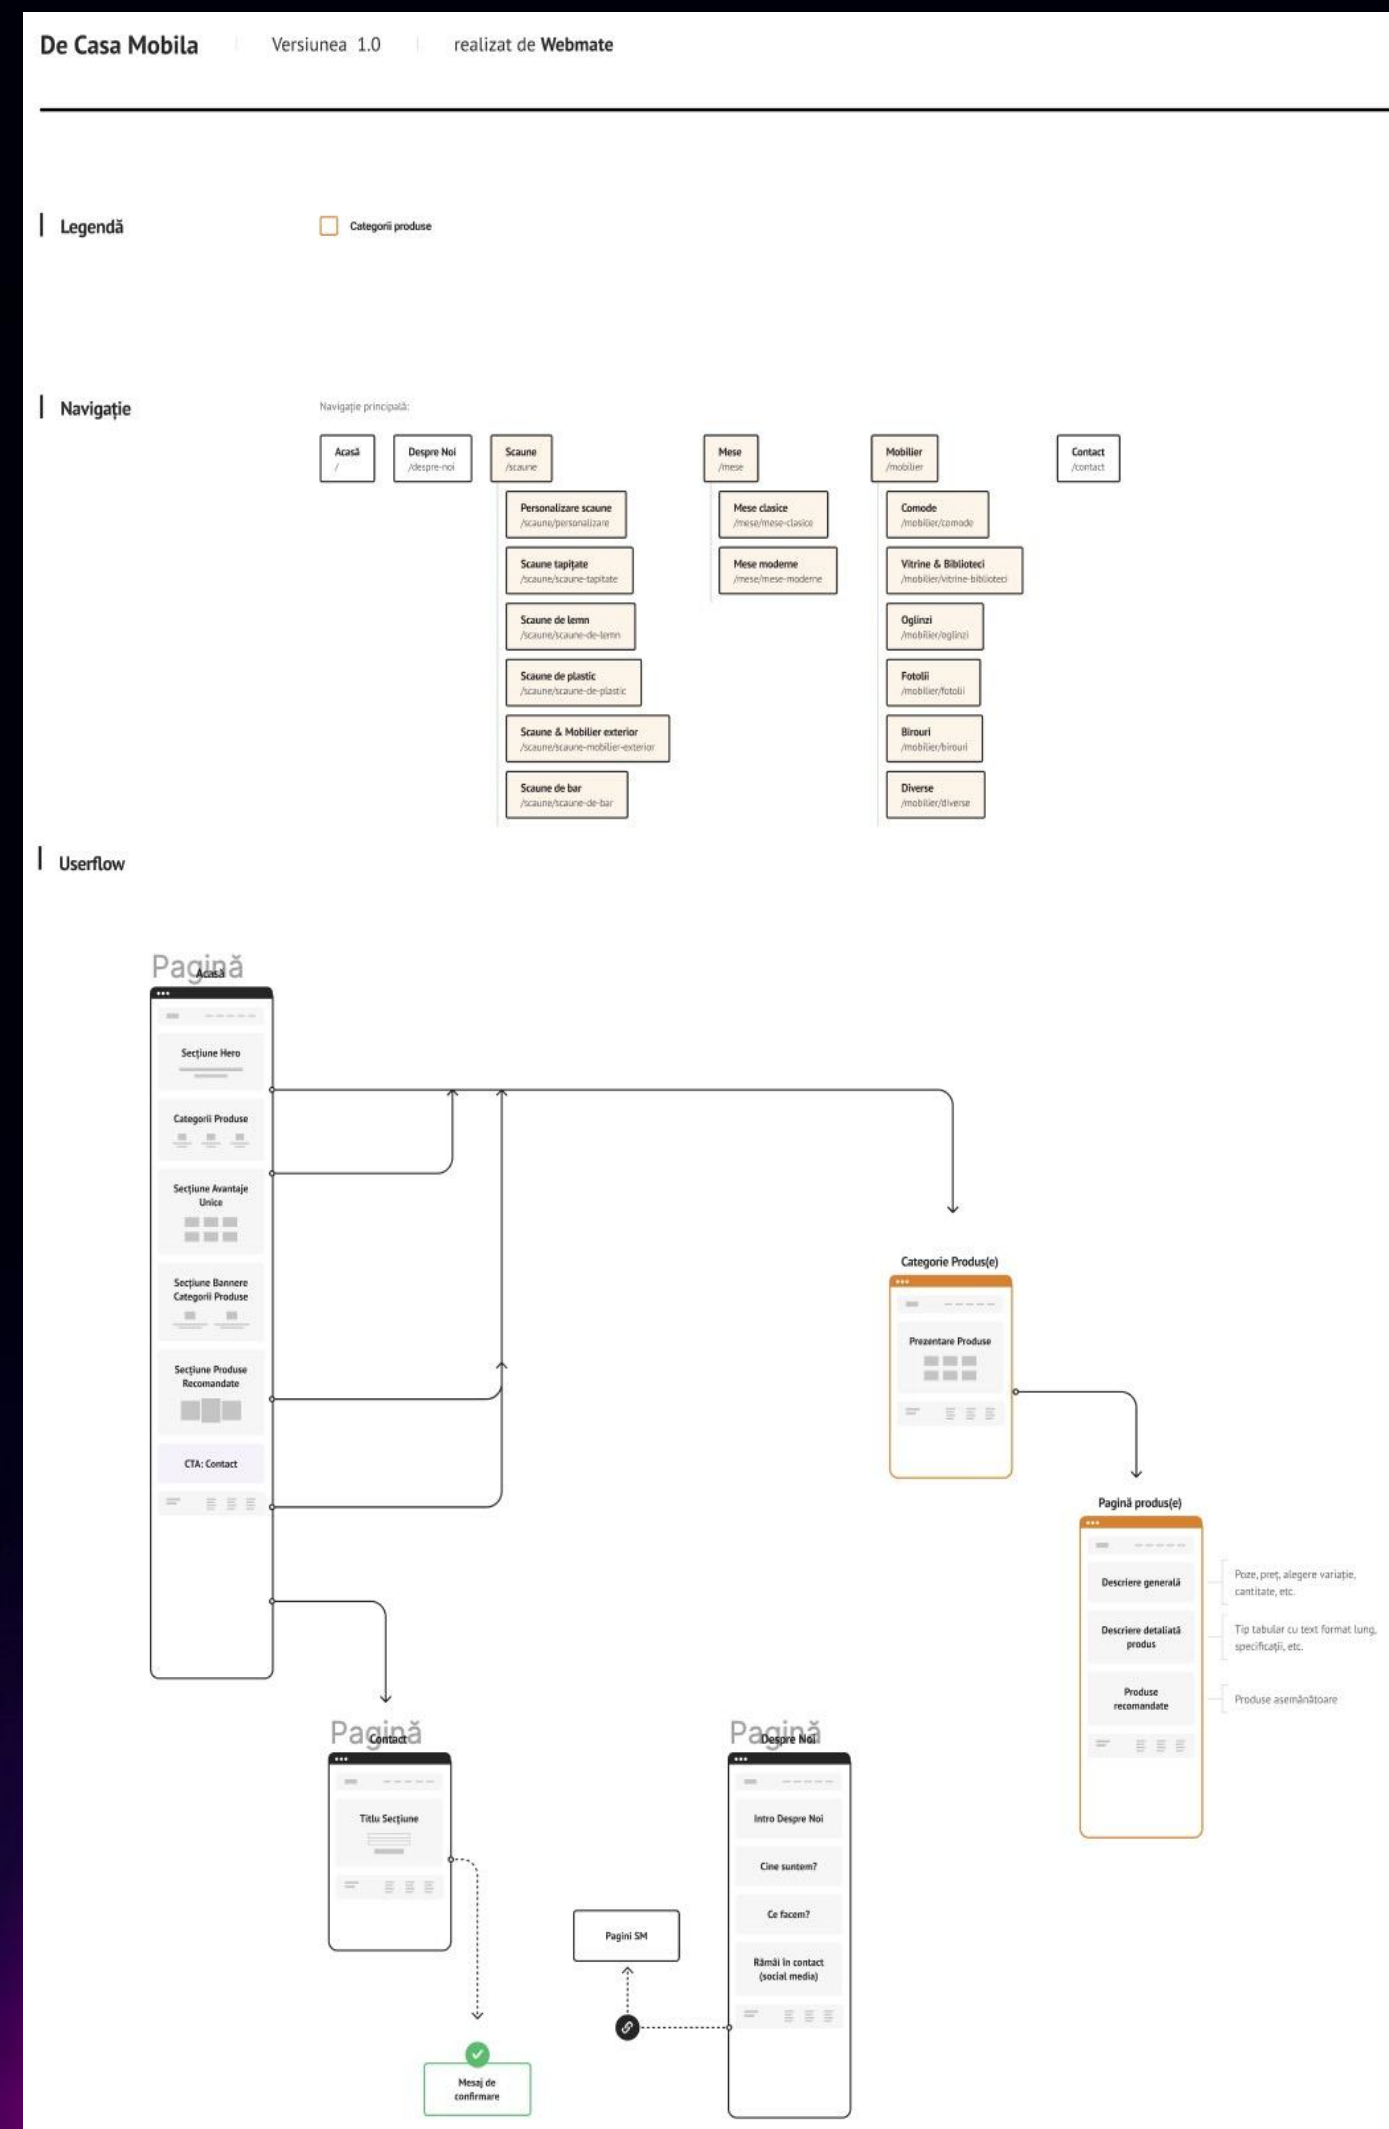 De Casa Mobila
Versiunea 1.0
realizat de Webmate
Legendă
Categorii produse
Navigație
Navigație principală:
Acasă
/
Despre Noi
/despre-noi
Scaune
/scaune
Personalizare scaune
/scaune/personalizare
Scaune tapițate
/scaune/scaune-tapitate
Scaune de lemn
/scaune/scaune-de-lemn
Scaune de plastic
/scaune/scaune-de-plastic
Scaune & Mobilier exterior
/scaune/scaune-mobilier-exterior
Scaune de bar
/scaune/scaune-de-bar
Mese
/mese
Mese clasice
/mese/mese-clasice
Mese moderne
/mese/mese-moderne
Mobilier
/mobilier
Comode
/mobilier/comode
Vitrine & Biblioteci
/mobilier/vitrine-biblioteci
Oglinzi
/mobilier/oglinzi
Fotolii
/mobilier/fotolii
Birouri
/mobilier/birouri
Diverse
/mobilier/diverse
Contact
/contact
Userflow
Pagină
Acasă
Secțiune Hero
Categorii Produse
Secțiune Avantaje
Unice
Secțiune Bannere
Categorii Produse
Secțiune Produse
Recomandate
CTA: Contact
Categorie Produs(e)
Prezentare Produse
Pagină produs(e)
Descriere generală
Poze, preț, alegere variație,
cantitate, etc.
Descriere detaliată
produs
Tip tabular cu text format lung,
specificații, etc.
Produse
recomandate
Produse asemănătoare
Pagină
Contact
Titlu Secțiune
Mesaj de
confirmare
Pagini SM
Pagină
Despre Noi
Intro Despre Noi
Cine suntem?
Ce facem?
Rămâi în contact
(social media)